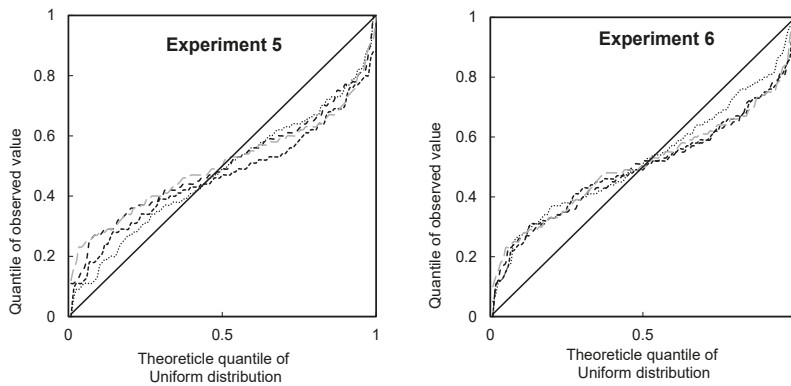 1
0.8
0.6
0.4
0.2
0
Quantile of observed value
Experiment 5
0
0.5
1
Theoreticle quantile of
Uniform distribution
1
0.8
0.6
0.4
0.2
0
Quantile of observed value
Experiment 6
0
0.5
Theoreticle quantile of
Uniform distribution